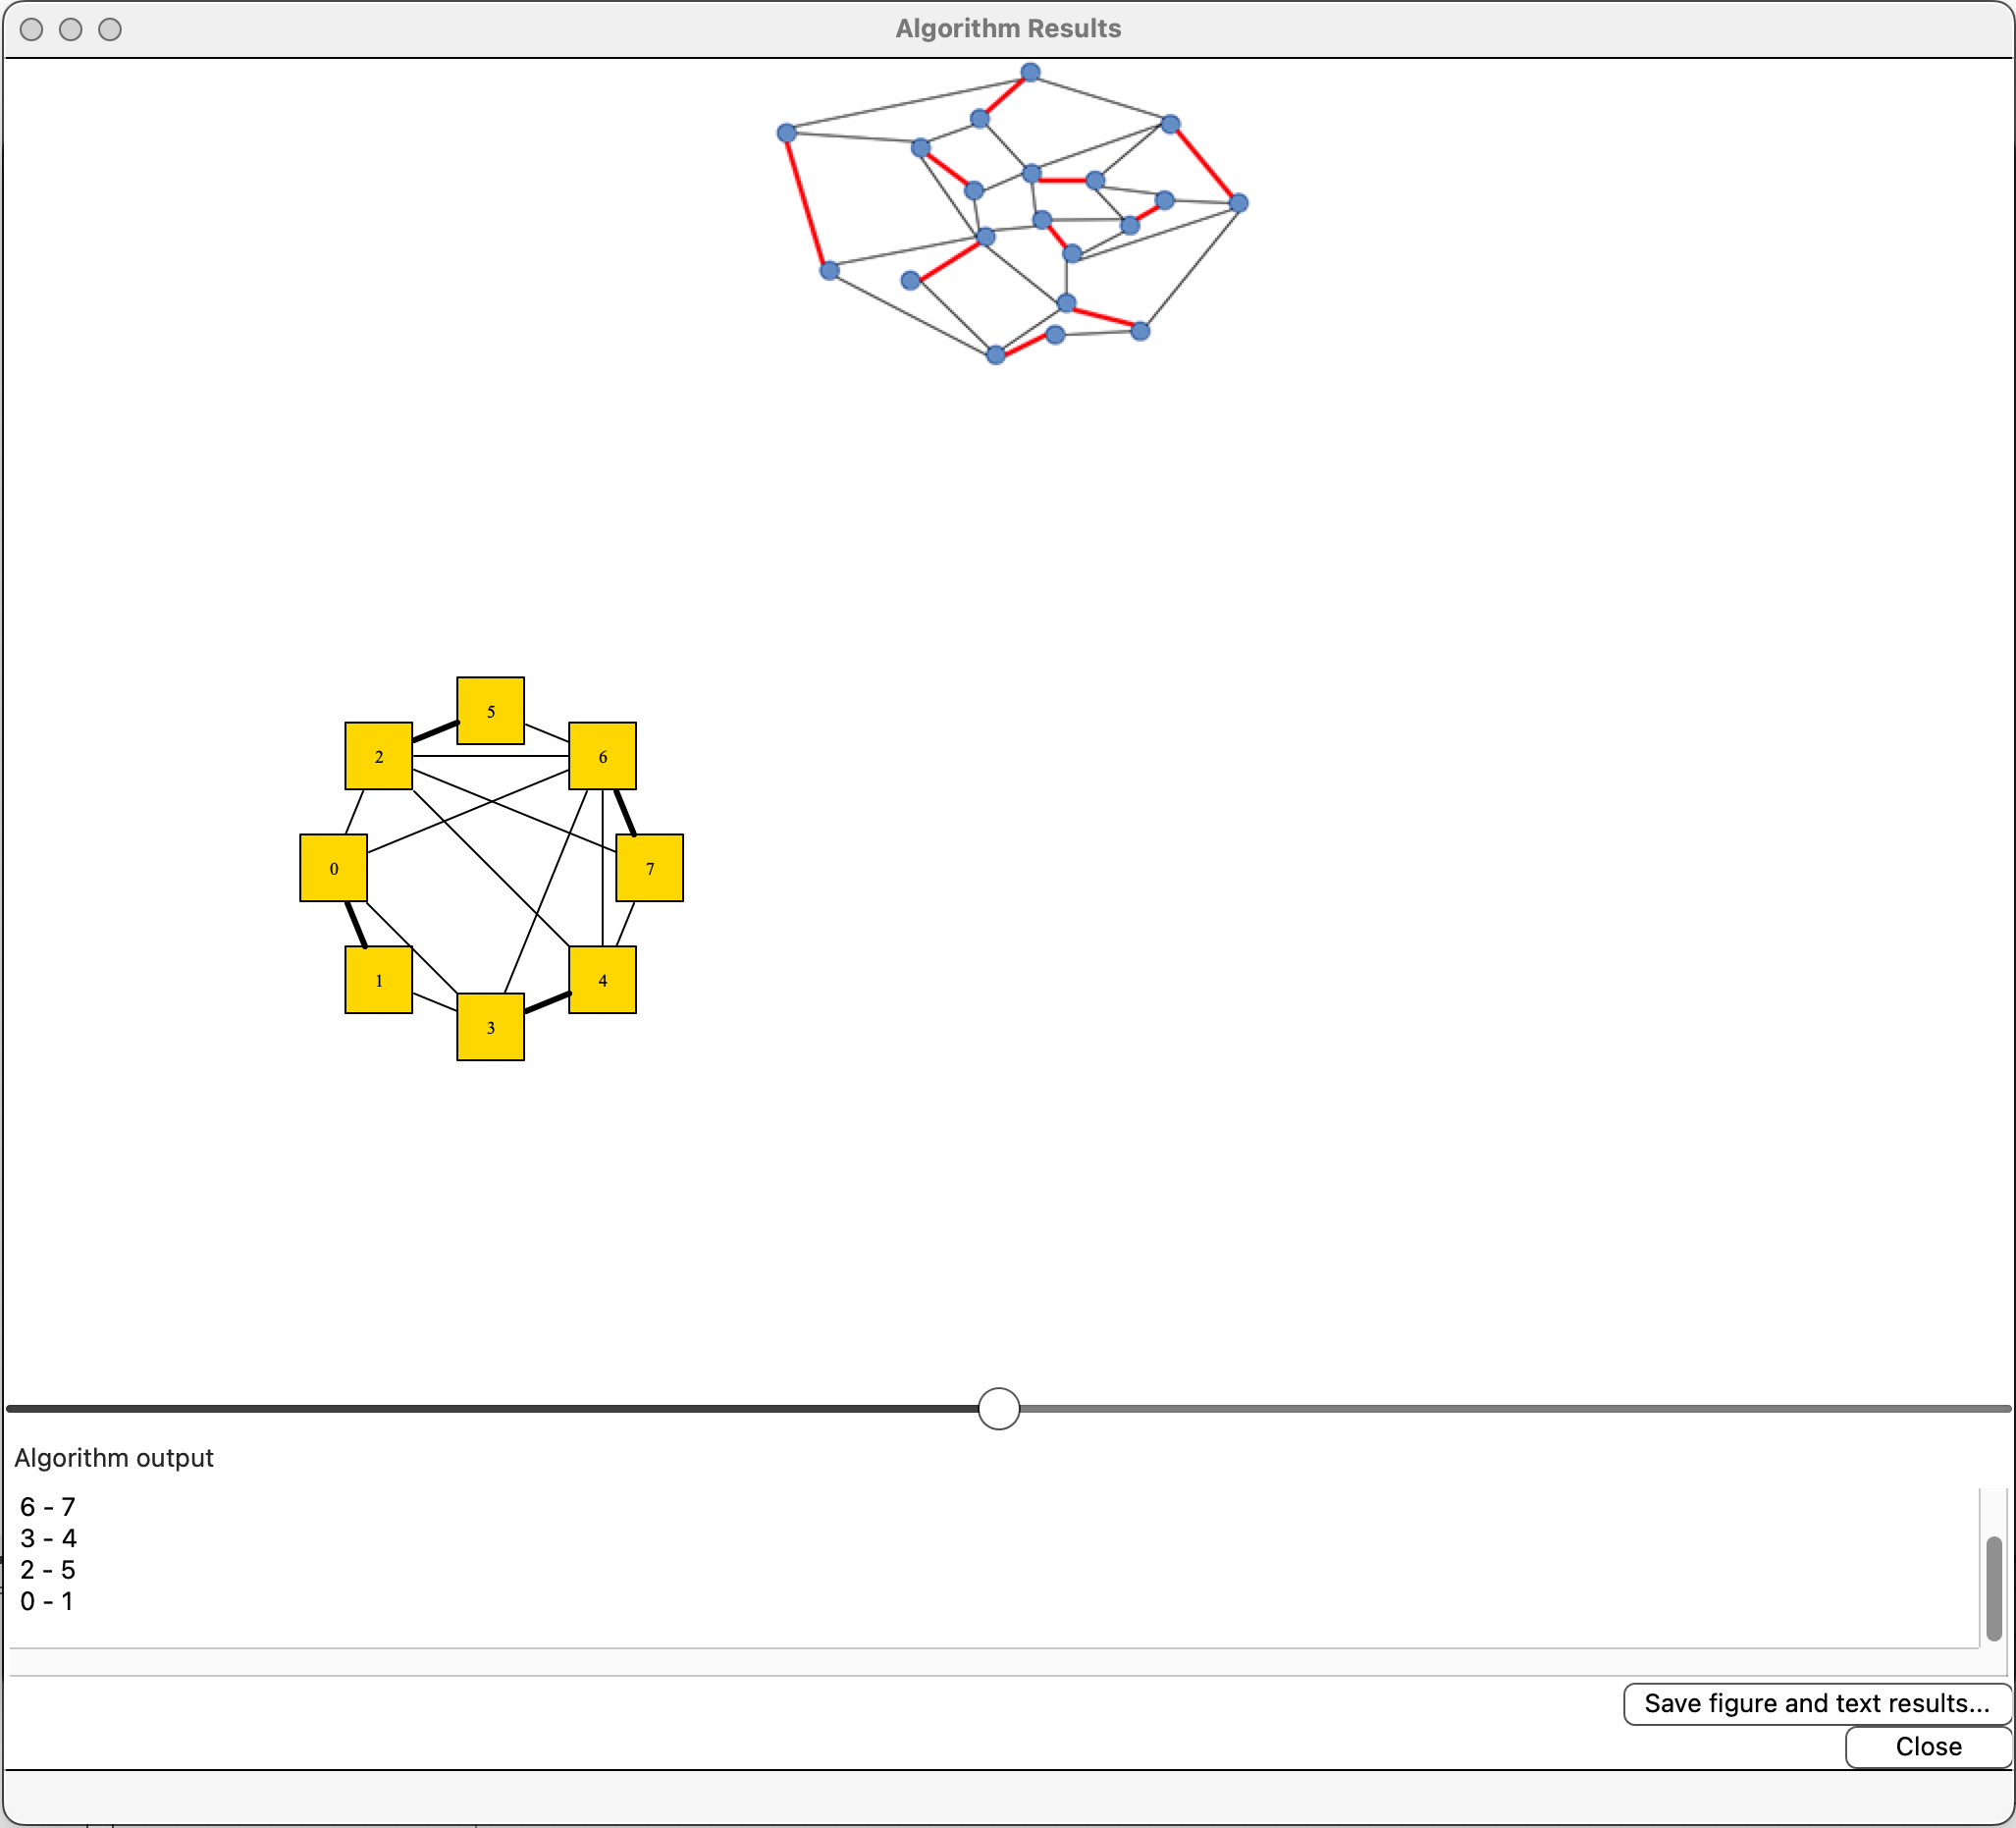 Algorithm Results
5
2
6
0
7
1
4
3
Algorithm output
6 - 7
3 - 4
2 - 5
0 - 1
Save figure and text results...
Close